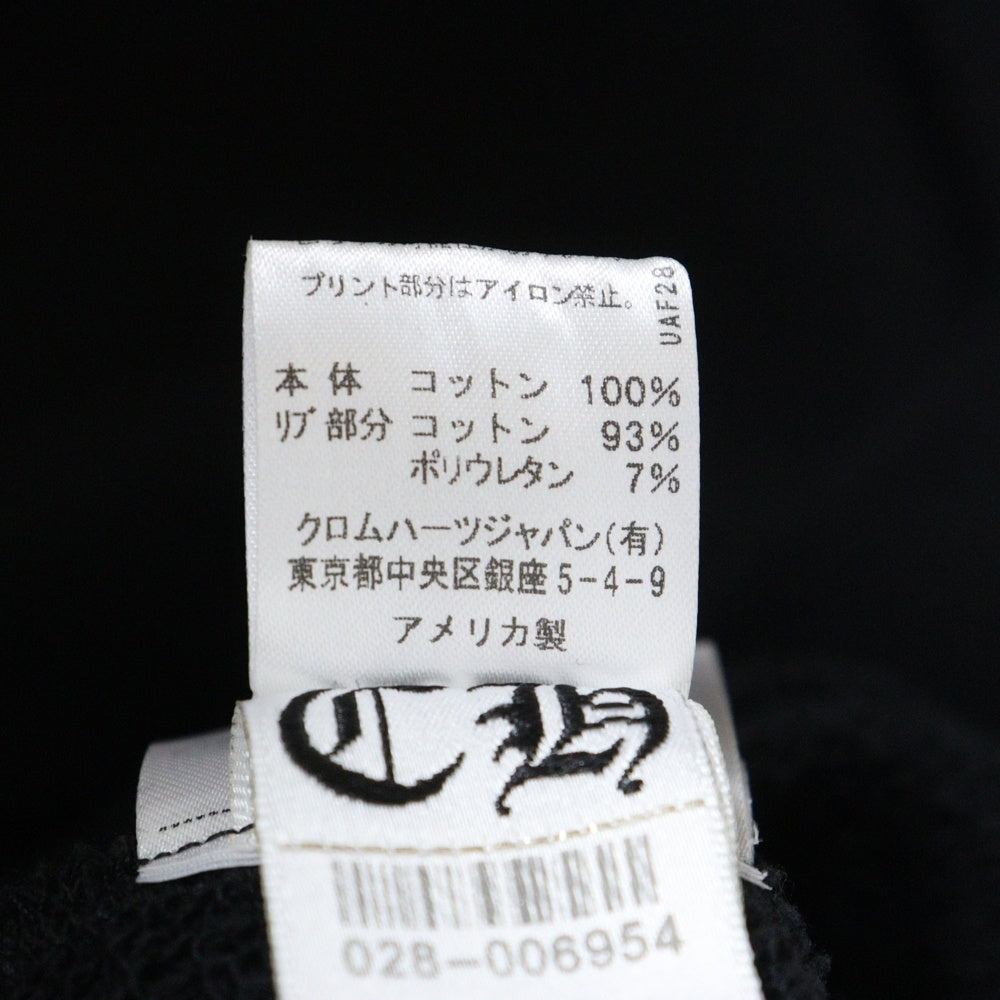 プリント部分はアイロン禁止。
UAF28
本体 コットン 100%
リブ部分 コットン 93%
ポリウレタン 7%
クロムハーツジャパン(有)
東京都中央区銀座5-4-9
アメリカ製
CH
028-006954